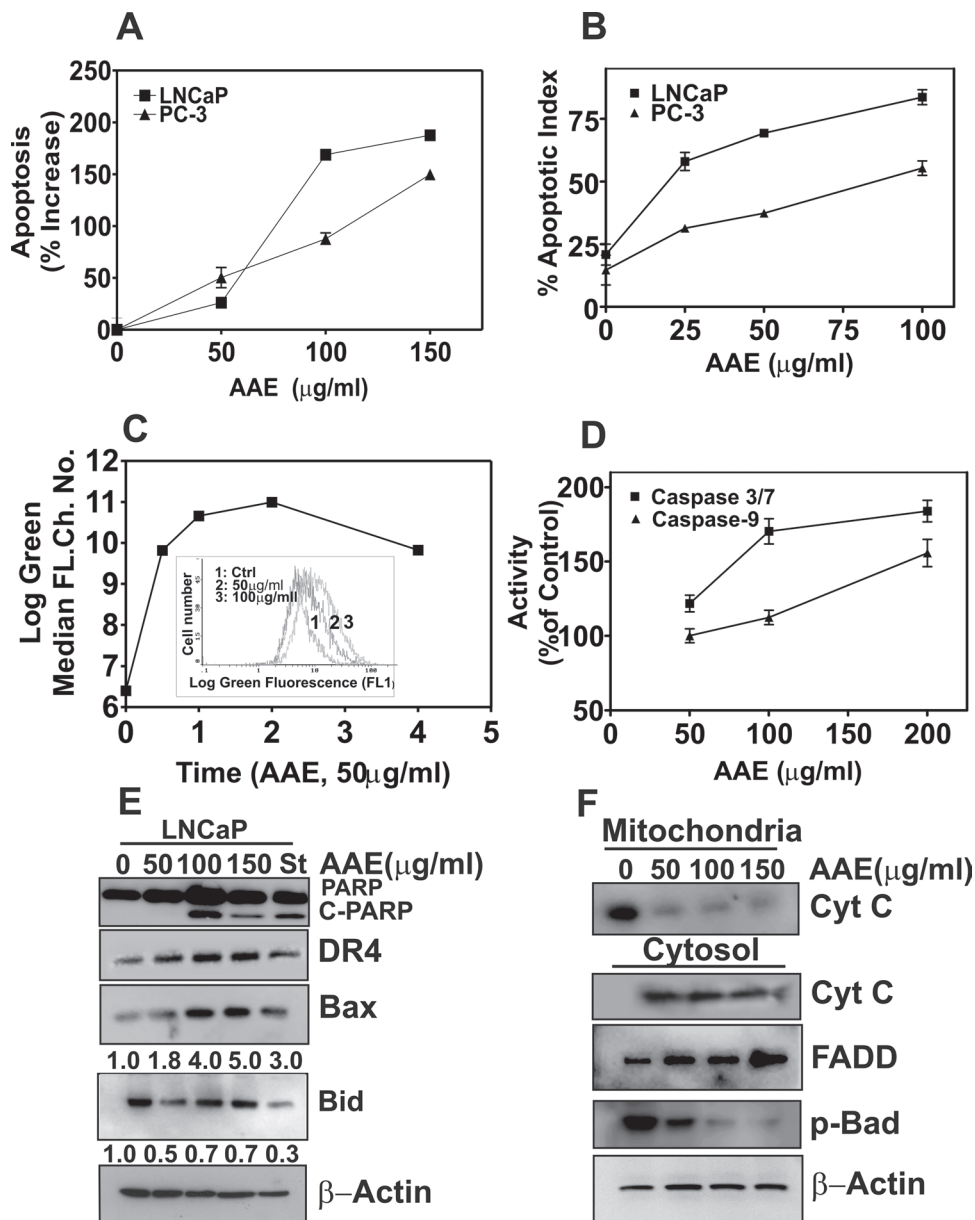 A
Apoptosis
(% Increase)
250
200
150
100
50
0
LNCaP
PC-3
0 50 100 150
AAE (μg/ml)
B
% Apoptotic Index
75
50
25
0
LNCaP
PC-3
0 25 50 75 100
AAE (μg/ml)
C
Log Green
Median FL.Ch. No.
12
11
10
9
8
7
6
1: Ctrl
2: 50μg/ml
3: 100μg/mll
Cell number
1 2 3
Log Green Fluorescence (FL1)
0 1 2 3 4 5
Time (AAE, 50μg/ml)
D
Activity
(%of Control)
200
150
100
50
Caspase 3/7
Caspase-9
50 100 150 200
AAE (μg/ml)
E
LNCaP
0 50 100 150 St AAE(μg/ml)
PARP
C-PARP
DR4
Bax
1.0 1.8 4.0 5.0 3.0
Bid
1.0 0.5 0.7 0.7 0.3
β–Actin
F
Mitochondria
0 50 100 150 AAE(μg/ml)
Cyt C
Cytosol
Cyt C
FADD
p-Bad
β–Actin